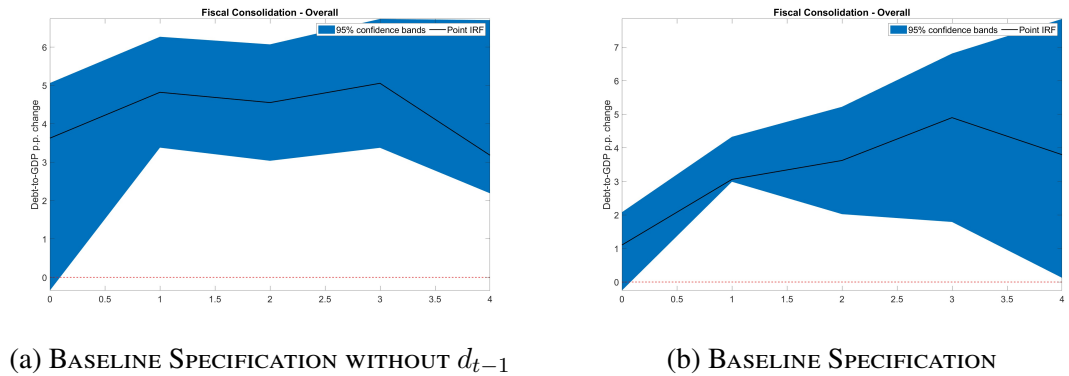 Fiscal Consolidation - Overall
95% confidence bands Point IRF
Debt-to-GDP p.p. change
6
5
4
3
2
1
0
0 0.5 1 1.5 2 2.5 3 3.5 4
(a) Baseline Specification without d_{t−1}
Fiscal Consolidation - Overall
95% confidence bands Point IRF
Debt-to-GDP p.p. change
7
6
5
4
3
2
1
0
0 0.5 1 1.5 2 2.5 3 3.5 4
(b) Baseline Specification